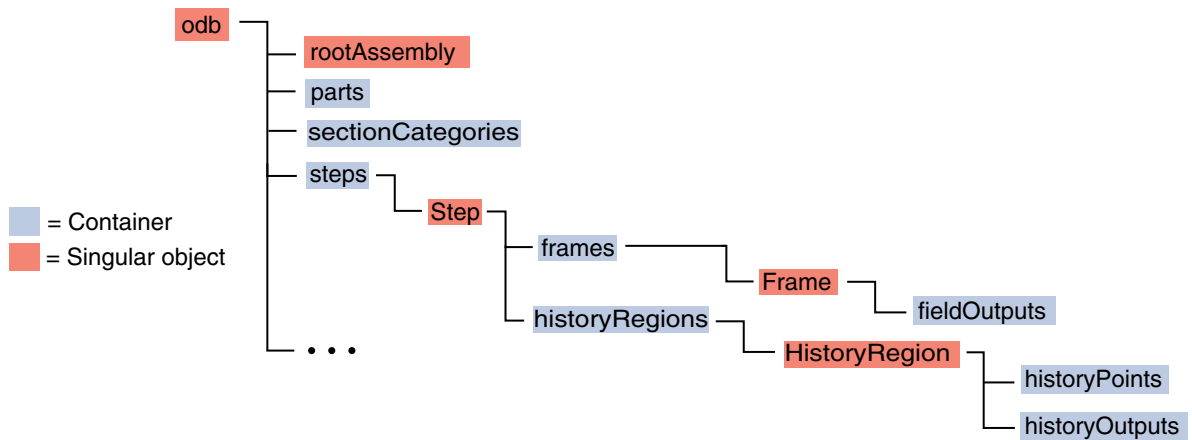 odb
rootAssembly
parts
sectionCategories
steps
Step
frames
Frame
fieldOutputs
historyRegions
HistoryRegion
historyPoints
historyOutputs
• • •
= Container
= Singular object